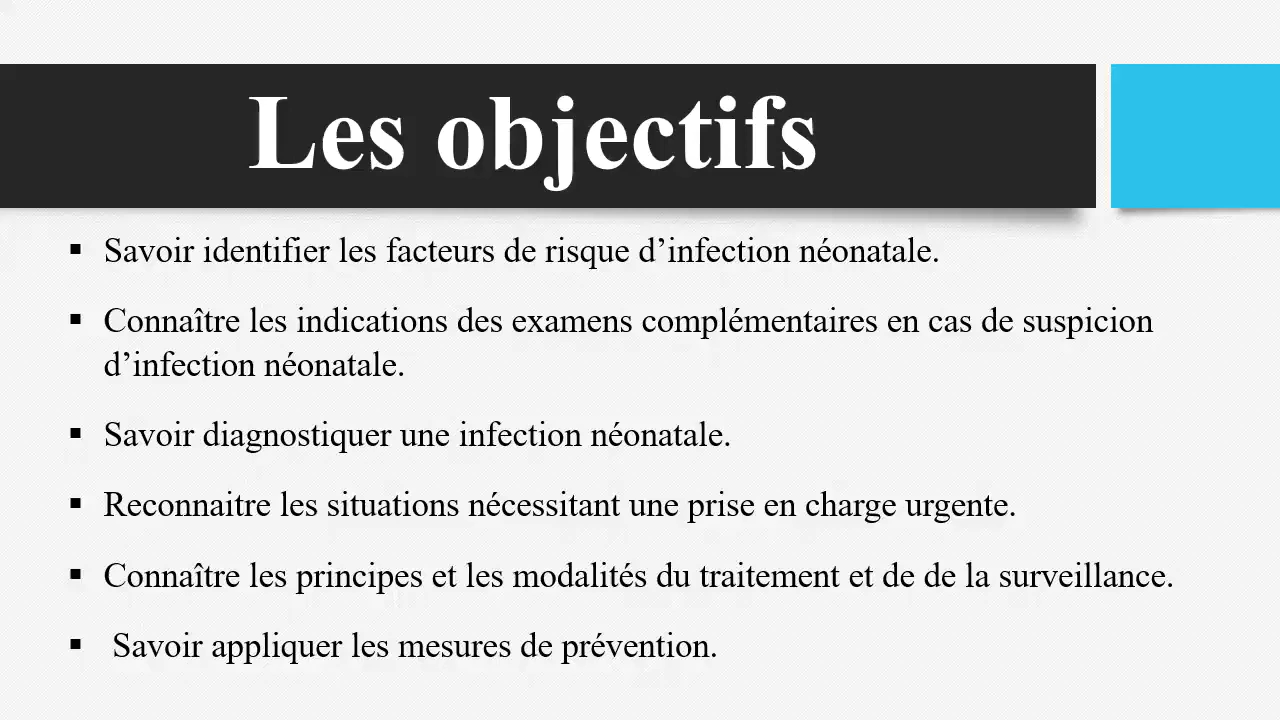 Les objectifs
▪ Savoir identifier les facteurs de risque d’infection néonatale.
▪ Connaître les indications des examens complémentaires en cas de suspicion
d’infection néonatale.
▪ Savoir diagnostiquer une infection néonatale.
▪ Reconnaitre les situations nécessitant une prise en charge urgente.
▪ Connaître les principes et les modalités du traitement et de de la surveillance.
▪ Savoir appliquer les mesures de prévention.